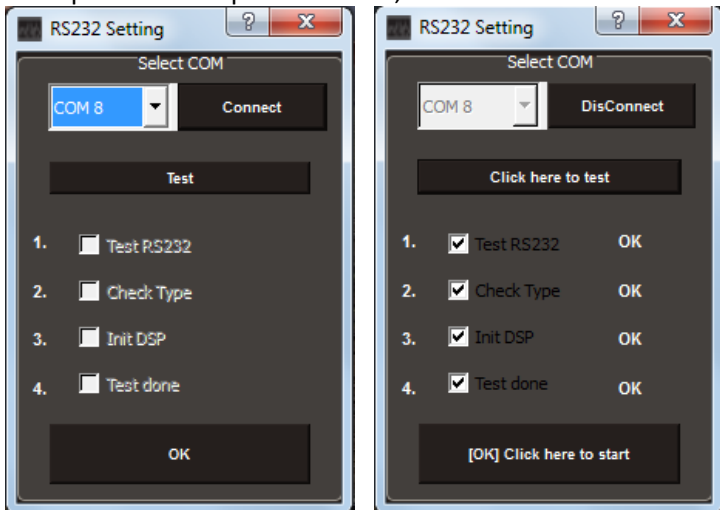 RS232 Setting
Select COM
COM 8
Connect
Test
1. Test RS232
2. Check Type
3. Init DSP
4. Test done
OK
RS232 Setting
Select COM
COM 8
DisConnect
Click here to test
1. Test RS232 OK
2. Check Type OK
3. Init DSP OK
4. Test done OK
[OK] Click here to start